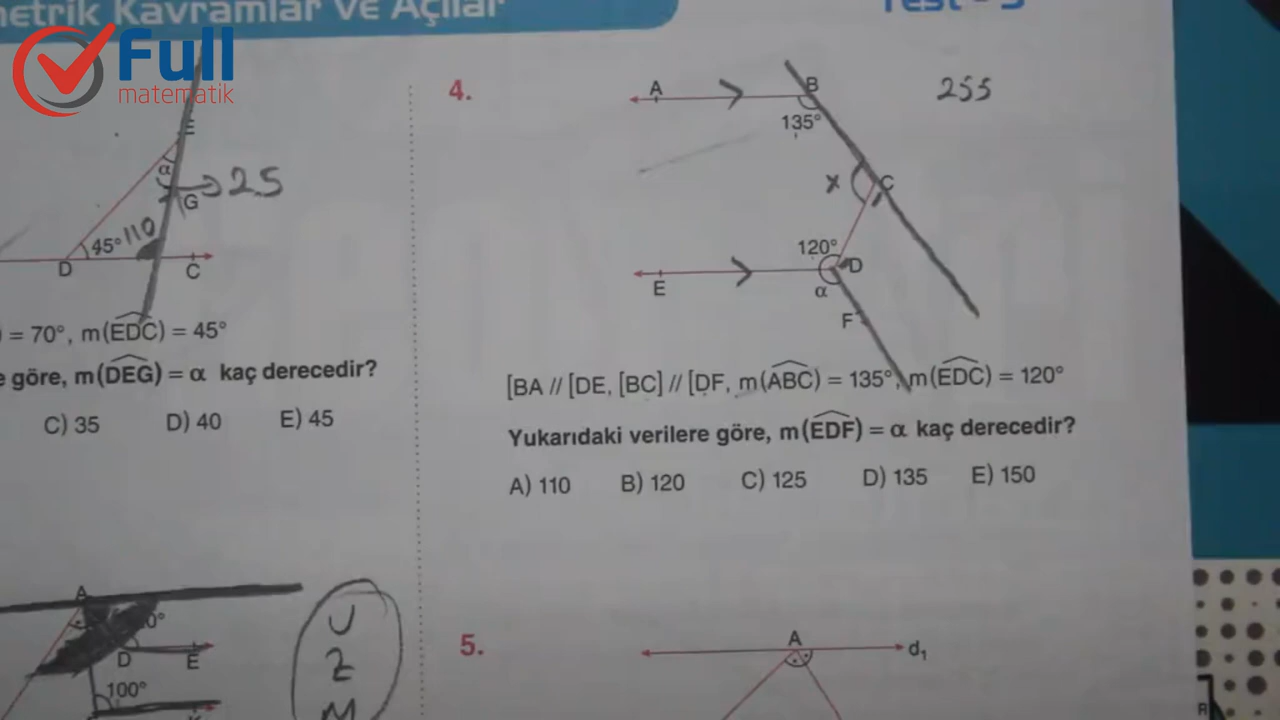 metrik Kavramlar ve Açılar
Test - 5
Full
matematik
E
α
G
25
45°
110
D
C
) = 70°, m(EDC) = 45°
e göre, m(DEG) = α kaç derecedir?
C) 35 D) 40 E) 45
A
D
E
100°
U
Z
M
4.
A
B
255
135°
X
C
120°
D
E
α
F
[BA // [DE, [BC] // [DF, m(ABC) = 135°, m(EDC) = 120°
Yukarıdaki verilere göre, m(EDF) = α kaç derecedir?
A) 110 B) 120 C) 125 D) 135 E) 150
5.
A
d₁
R